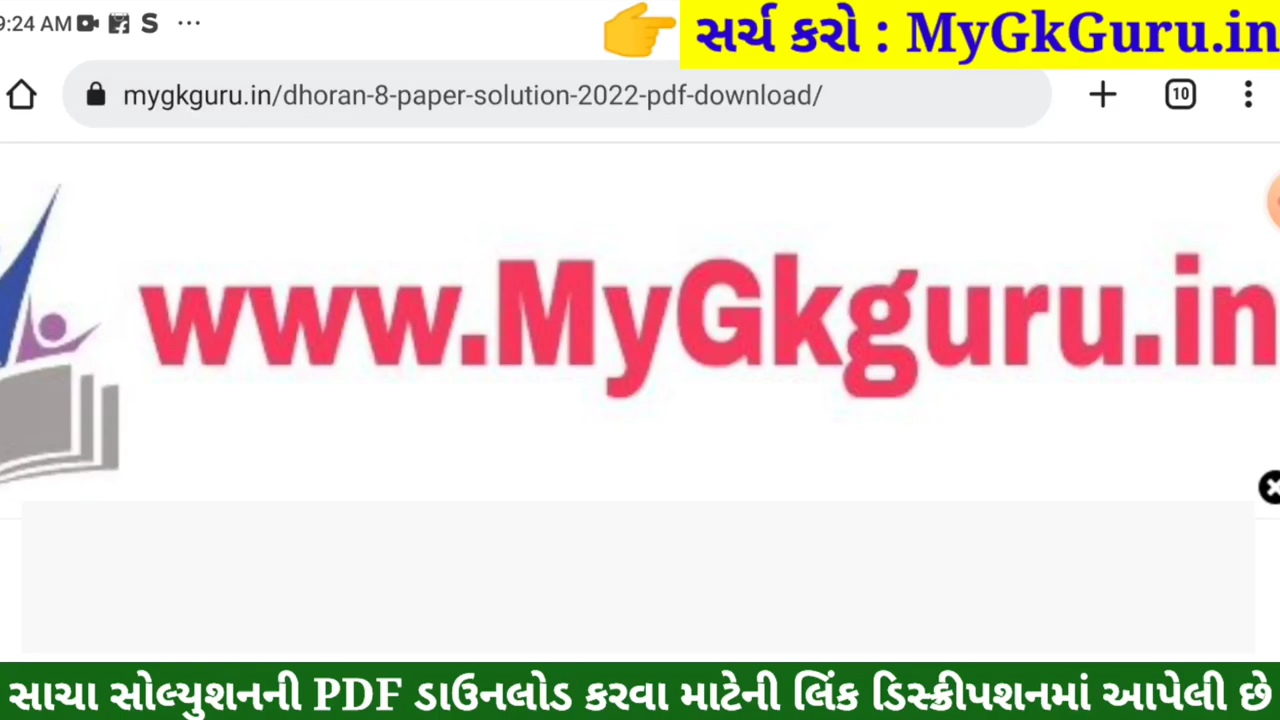 9:24 AM
સર્ચ કરો : MyGkGuru.in
mygkguru.in/dhoran-8-paper-solution-2022-pdf-download/
10
www.MyGkguru.in
સાચા સોલ્યુશનની PDF ડાઉનલોડ કરવા માટેની લિંક ડિસ્ક્રીપશનમાં આપેલી છે